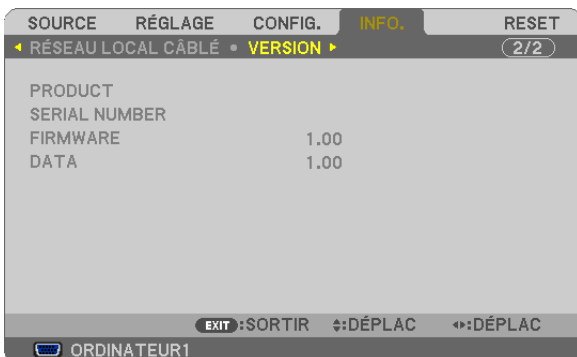 SOURCE RÉGLAGE CONFIG. INFO. RESET
RÉSEAU LOCAL CÂBLÉ • VERSION 2/2
PRODUCT
SERIAL NUMBER
FIRMWARE 1.00
DATA 1.00
EXIT :SORTIR :DÉPLAC :DÉPLAC
ORDINATEUR1